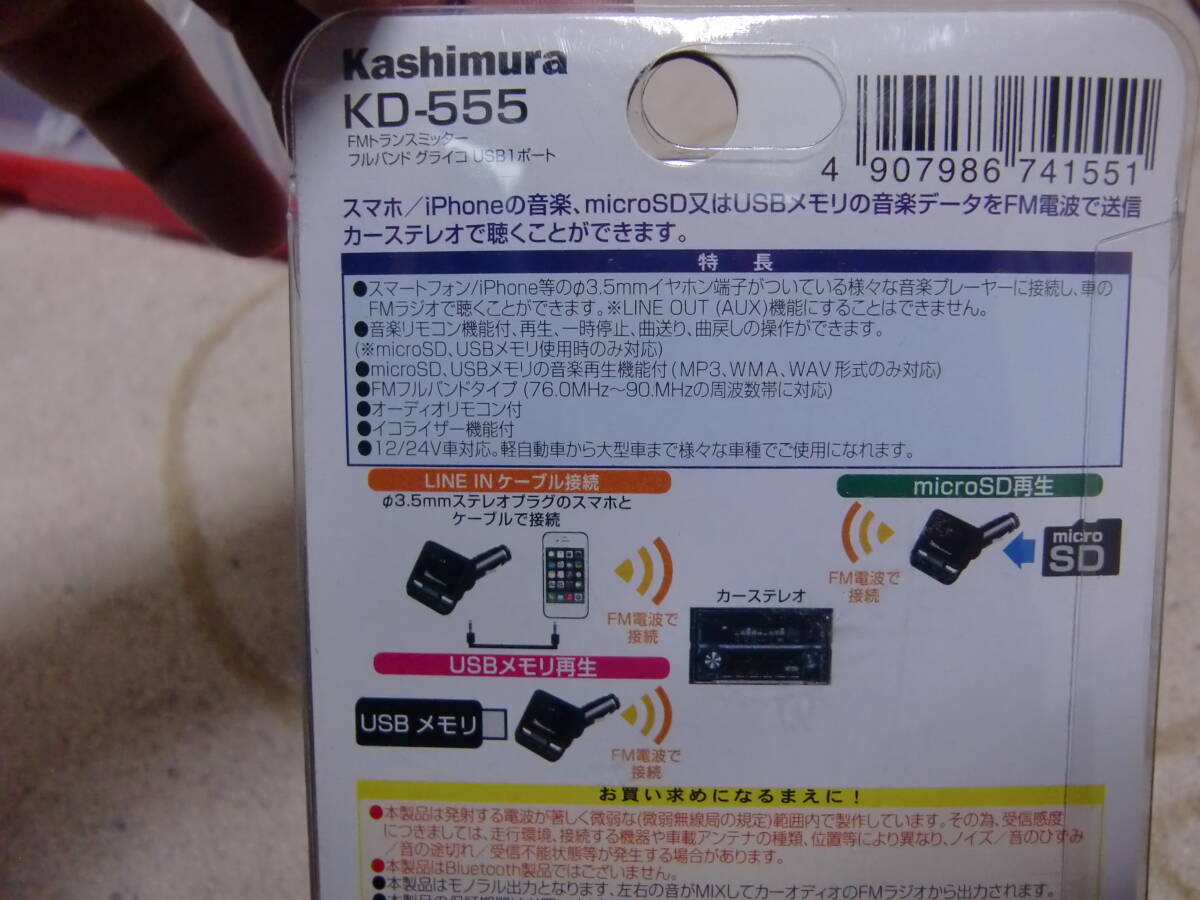 Kashimura
KD-555
FMトランスミッター
フルバンド グライコ USB1ポート
4 907986 741551
スマホ/iPhoneの音楽、microSD又はUSBメモリの音楽データをFM電波で送信
カーステレオで聴くことができます。
特 長
●スマートフォン/iPhone等のφ3.5mmイヤホン端子がついている様々な音楽プレーヤーに接続し、車の
FMラジオで聴くことができます。※LINE OUT (AUX)機能にすることはできません。
●音楽リモコン機能付、再生、一時停止、曲送り、曲戻しの操作ができます。
(※microSD、USBメモリ使用時のみ対応)
●microSD、USBメモリの音楽再生機能付(MP3、WMA、WAV形式のみ対応)
●FMフルバンドタイプ (76.0MHz～90.MHzの周波数帯に対応)
●オーディオリモコン付
●イコライザー機能付
●12/24V車対応。軽自動車から大型車まで様々な車種でご使用になれます。
LINE INケーブル接続
φ3.5mmステレオプラグのスマホと
ケーブルで接続
FM電波で
接続
microSD再生
micro
SD
FM電波で
接続
カーステレオ
USBメモリ再生
USB メモリ
FM電波で
接続
お買い求めになるまえに!
●本製品は発射する電波が著しく微弱な(微弱無線局の規定)範囲内で製作しています。その為、受信感度
につきましては、走行環境、接続する機器や車載アンテナの種類、位置等により異なり、ノイズ/音のひずみ
/音の途切れ/受信不能状態等が発生する場合があります。
●本製品はBluetooth製品ではございません。
●本製品はモノラル出力となります、左右の音がMIXしてカーオディオのFMラジオから出力されます。